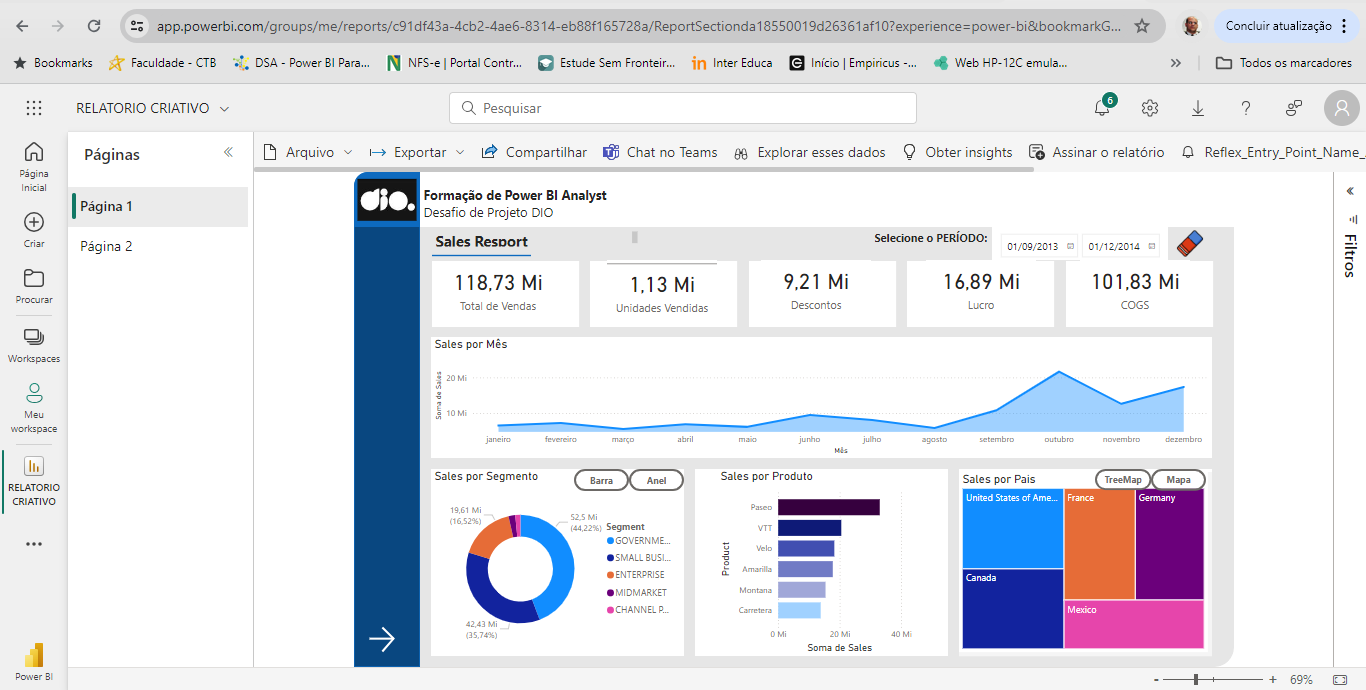 app.powerbi.com/groups/me/reports/c91df43a-4cb2-4ae6-8314-eb88f165728a/ReportSectionda18550019d26361af10?experience=power-bi&bookmarkG...
Concluir atualização
Bookmarks
Faculdade - CTB
DSA - Power BI Para...
NFS-e | Portal Contr...
Estude Sem Fronteir...
Inter Educa
Início | Empiricus -...
Web HP-12C emula...
»
Todos os marcadores
RELATORIO CRIATIVO
Pesquisar
6
?
Página
Inicial
Criar
Procurar
Workspaces
Meu
workspace
RELATORIO
CRIATIVO
Power BI
Páginas
Página 1
Página 2
Arquivo
Exportar
Compartilhar
Chat no Teams
Explorar esses dados
Obter insights
Assinar o relatório
Reflex_Entry_Point_Name_
Filtros
dio.
Formação de Power BI Analyst
Desafio de Projeto DIO
Sales Resport
Selecione o PERÍODO:
01/09/2013
01/12/2014
118,73 Mi
Total de Vendas
1,13 Mi
Unidades Vendidas
9,21 Mi
Descontos
16,89 Mi
Lucro
101,83 Mi
COGS
Sales por Mês
Soma de Sales
20 Mi
10 Mi
janeiro
fevereiro
março
abril
maio
junho
julho
agosto
setembro
outubro
novembro
dezembro
Mês
Sales por Segmento
Barra
Anel
19,61 Mi
(16,52%)
52,5 Mi
(44,22%)
42,43 Mi
(35,74%)
Segment
GOVERNME...
SMALL BUSI...
ENTERPRISE
MIDMARKET
CHANNEL P...
Sales por Produto
Product
Paseo
VTT
Velo
Amarilla
Montana
Carretera
0 Mi
20 Mi
40 Mi
Soma de Sales
Sales por Pais
TreeMap
Mapa
United States of Ame...
France
Germany
Canada
Mexico
- + 69%